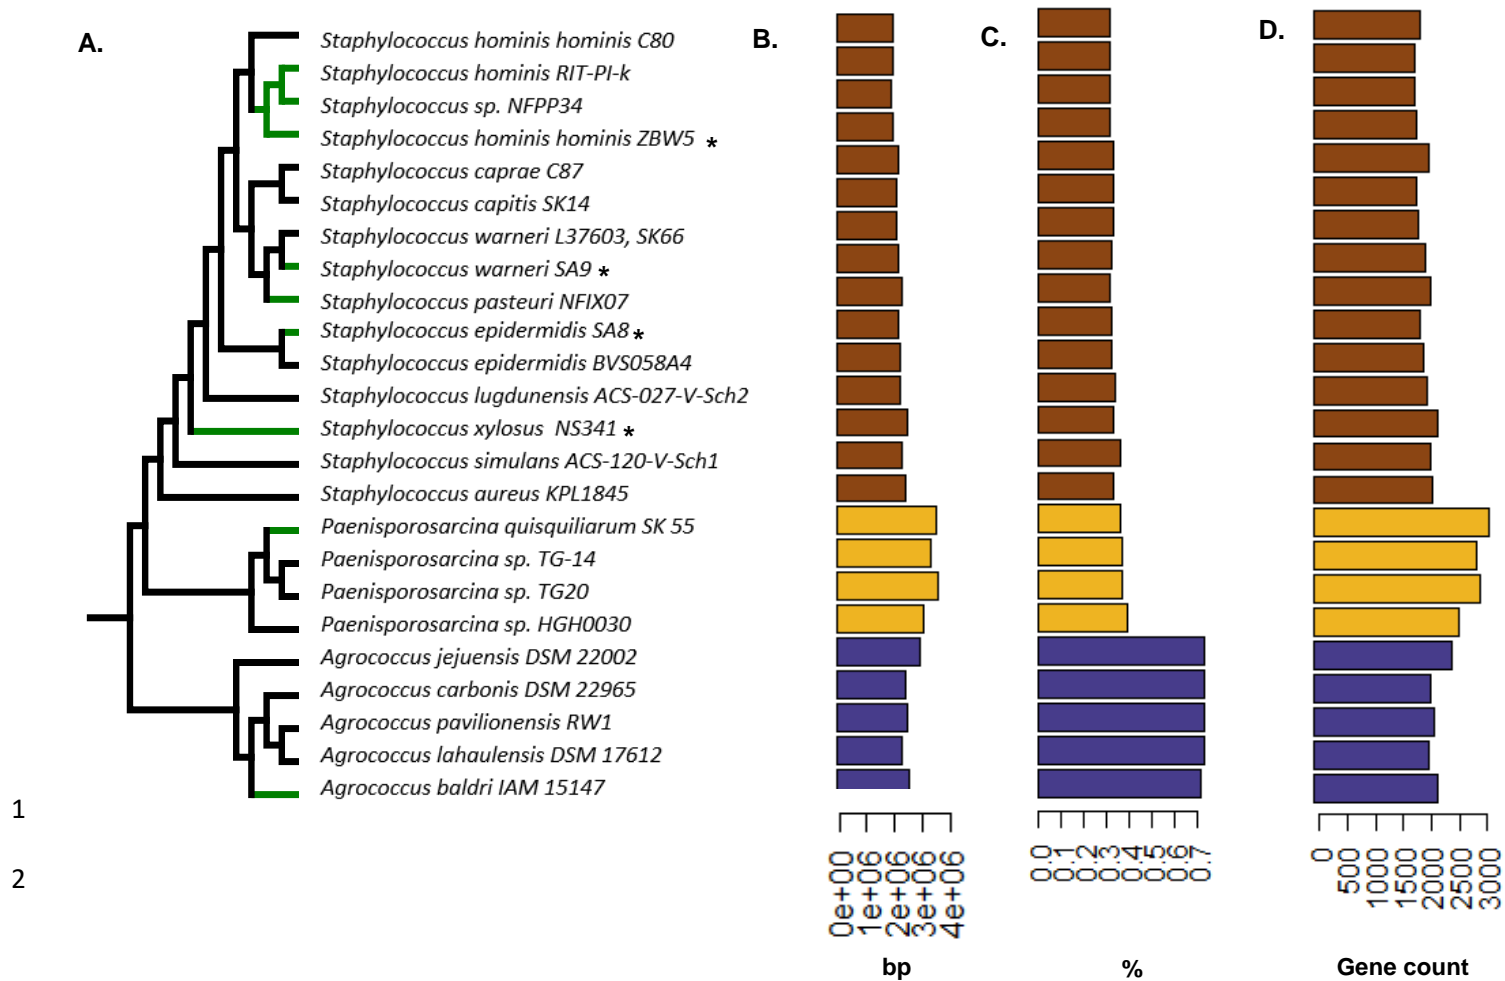 A.
B.
C.
D.
Staphylococcus hominis hominis C80
Staphylococcus hominis RIT-PI-k
Staphylococcus sp. NFPP34
Staphylococcus hominis hominis ZBW5 *
Staphylococcus caprae C87
Staphylococcus capitis SK14
Staphylococcus warneri L37603, SK66
Staphylococcus warneri SA9 *
Staphylococcus pasteuri NFIX07
Staphylococcus epidermidis SA8 *
Staphylococcus epidermidis BVS058A4
Staphylococcus lugdunensis ACS-027-V-Sch2
Staphylococcus xylosus NS341 *
Staphylococcus simulans ACS-120-V-Sch1
Staphylococcus aureus KPL1845
Paenisporosarcina quisquiliarum SK 55
Paenisporosarcina sp. TG-14
Paenisporosarcina sp. TG20
Paenisporosarcina sp. HGH0030
Agrococcus jejuensis DSM 22002
Agrococcus carbonis DSM 22965
Agrococcus pavilionensis RW1
Agrococcus lahaulensis DSM 17612
Agrococcus baldri IAM 15147
1
2
0e+00
1e+06
2e+06
3e+06
4e+06
bp
0.0
0.1
0.2
0.3
0.4
0.5
0.6
0.7
%
0
500
1000
1500
2000
2500
3000
Gene count